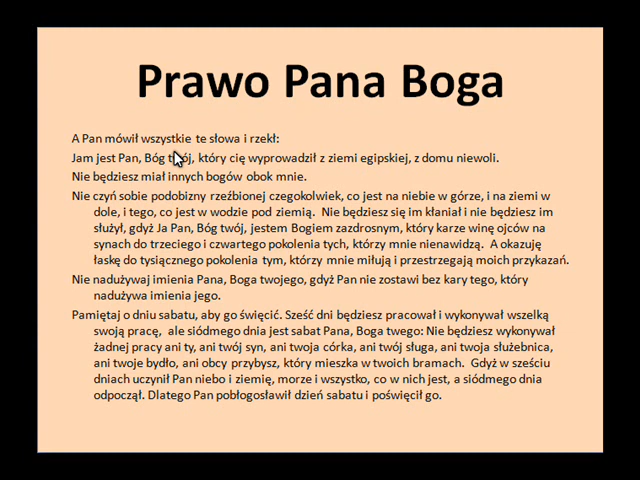 Prawo Pana Boga
A Pan mówił wszystkie te słowa i rzekł:
Jam jest Pan, Bóg twój, który cię wyprowadził z ziemi egipskiej, z domu niewoli.
Nie będziesz miał innych bogów obok mnie.
Nie czyń sobie podobizny rzeźbionej czegokolwiek, co jest na niebie w górze, i na ziemi w
dole, i tego, co jest w wodzie pod ziemią. Nie będziesz się im kłaniał i nie będziesz im
służył, gdyż Ja Pan, Bóg twój, jestem Bogiem zazdrosnym, który karze winę ojców na
synach do trzeciego i czwartego pokolenia tych, którzy mnie nienawidzą. A okazuję
łaskę do tysiącznego pokolenia tym, którzy mnie miłują i przestrzegają moich przykazań.
Nie nadużywaj imienia Pana, Boga twojego, gdyż Pan nie zostawi bez kary tego, który
nadużywa imienia jego.
Pamiętaj o dniu sabatu, aby go święcić. Sześć dni będziesz pracował i wykonywał wszelką
swoją pracę, ale siódmego dnia jest sabat Pana, Boga twego: Nie będziesz wykonywał
żadnej pracy ani ty, ani twój syn, ani twoja córka, ani twój sługa, ani twoja służebnica,
ani twoje bydło, ani obcy przybysz, który mieszka w twoich bramach. Gdyż w sześciu
dniach uczynił Pan niebo i ziemię, morze i wszystko, co w nich jest, a siódmego dnia
odpoczął. Dlatego Pan pobłogosławił dzień sabatu i poświęcił go.